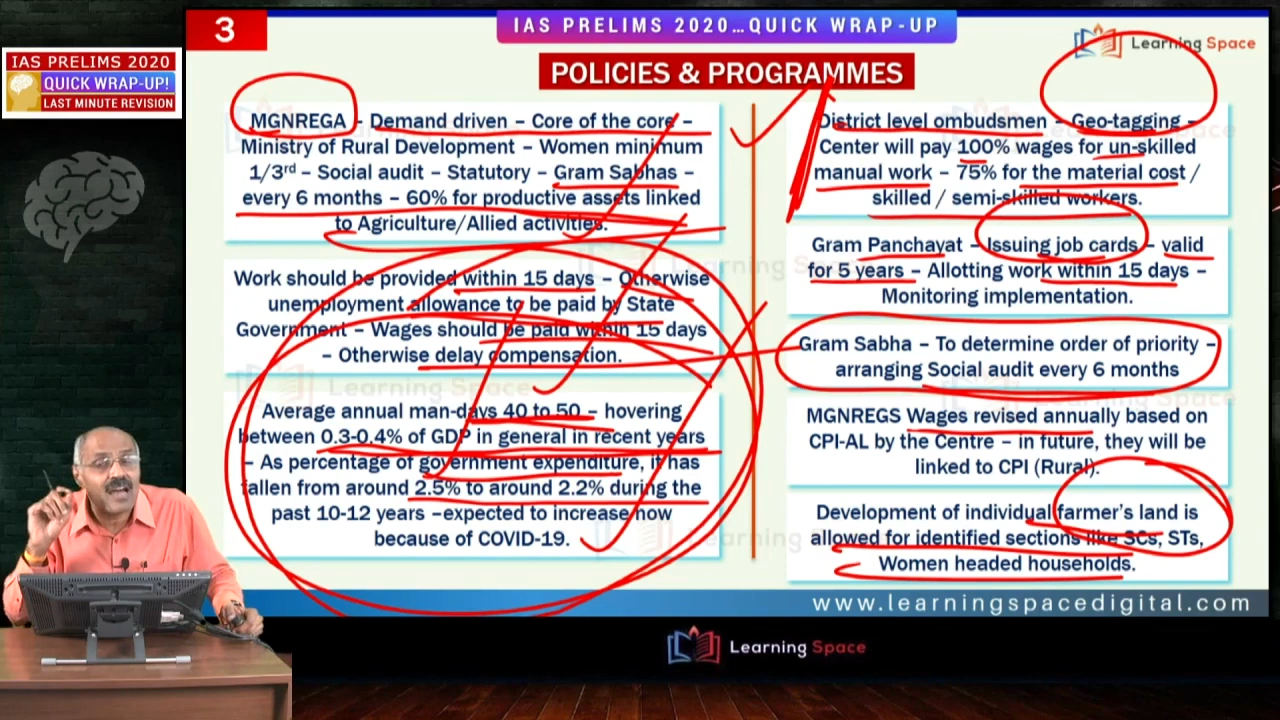 3
IAS PRELIMS 2020...QUICK WRAP-UP
Learning Space
IAS PRELIMS 2020
QUICK WRAP-UP!
LAST MINUTE REVISION
POLICIES & PROGRAMMES
MGNREGA - Demand driven – Core of the core –
Ministry of Rural Development – Women minimum
1/3rd – Social audit – Statutory – Gram Sabhas –
every 6 months – 60% for productive assets linked
to Agriculture/Allied activities.
Work should be provided within 15 days – Otherwise
unemployment allowance to be paid by State
Government – Wages should be paid within 15 days
– Otherwise delay compensation.
Average annual man-days 40 to 50 – hovering
between 0.3-0.4% of GDP in general in recent years
– As percentage of government expenditure, it has
fallen from around 2.5% to around 2.2% during the
past 10-12 years –expected to increase now
because of COVID-19.
District level ombudsmen – Geo-tagging –
Center will pay 100% wages for un-skilled
manual work – 75% for the material cost /
skilled / semi-skilled workers.
Gram Panchayat – Issuing job cards – valid
for 5 years – Allotting work within 15 days –
Monitoring implementation.
Gram Sabha – To determine order of priority –
arranging Social audit every 6 months
MGNREGS Wages revised annually based on
CPI-AL by the Centre – in future, they will be
linked to CPI (Rural).
Development of individual farmer's land is
allowed for identified sections like SCs, STs,
Women headed households.
www.learningspacedigital.com
Learning Space